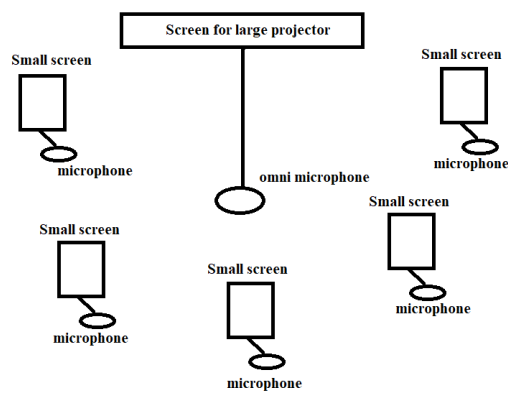 Screen for large projector
Small screen
microphone
Small screen
microphone
omni microphone
Small screen
microphone
Small screen
microphone
Small screen
microphone